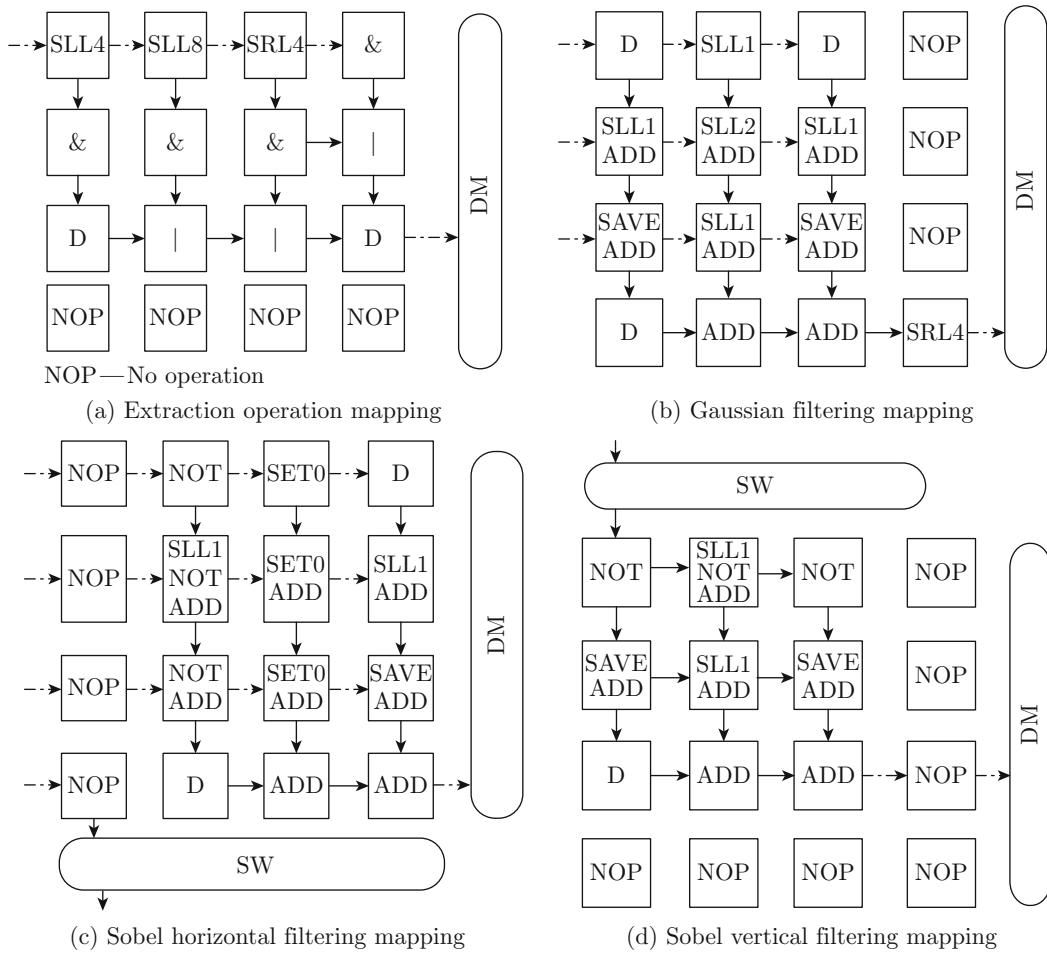 SLL4 SLL8 SRL4 &
& & & |
D | | D
NOP NOP NOP NOP
DM
NOP—No operation
(a) Extraction operation mapping
D SLL1 D NOP
SLL1 SLL2 SLL1
ADD ADD ADD
NOP
SAVE SLL1 SAVE
ADD ADD ADD
NOP
D ADD ADD SRL4
DM
(b) Gaussian filtering mapping
NOP NOT SET0 D
NOP
SLL1
NOT
ADD
SET0
ADD
SLL1
ADD
NOP
NOT
ADD
SET0
ADD
SAVE
ADD
NOP D ADD ADD
DM
SW
(c) Sobel horizontal filtering mapping
SW
NOT
SLL1
NOT
ADD
NOT
NOP
SAVE
ADD
SLL1
ADD
SAVE
ADD
NOP
D ADD ADD NOP
NOP NOP NOP NOP
DM
(d) Sobel vertical filtering mapping